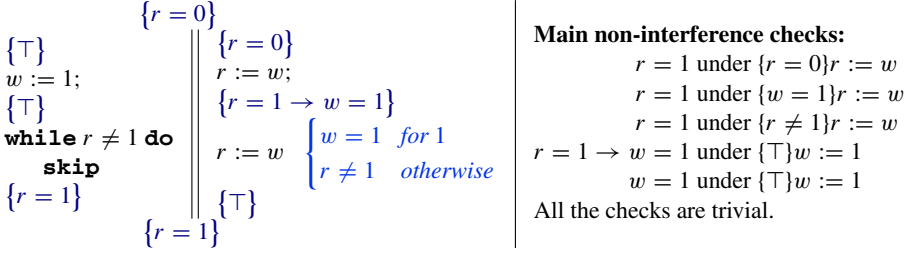 {r = 0}
{⊤}
w := 1;
{⊤}
while r ≠ 1 do
skip
{r = 1}
{r = 0}
r := w;
{r = 1 → w = 1}
r := w { w = 1 for 1
r ≠ 1 otherwise
{⊤}
{r = 1}
Main non-interference checks:
r = 1 under {r = 0}r := w
r = 1 under {w = 1}r := w
r = 1 under {r ≠ 1}r := w
r = 1 → w = 1 under {⊤}w := 1
w = 1 under {⊤}w := 1
All the checks are trivial.